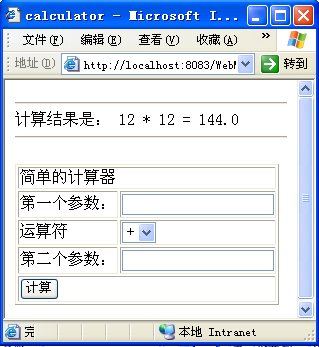 calculator - Microsoft I...
文件(F) 编辑(E) 查看(V) 收藏(A) »
地址(D) http://localhost:8083/WebM 转到
计算结果是： 12 * 12 = 144.0
简单的计算器
第一个参数：
运算符 +
第二个参数：
计算
完 本地 Intranet